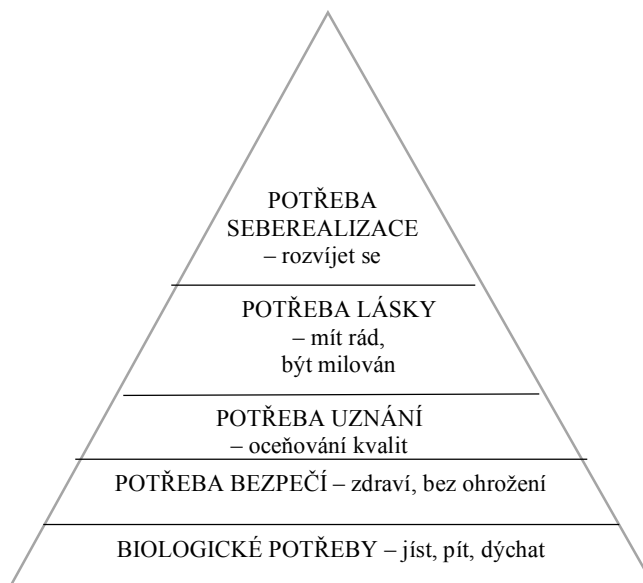 POTŘEBA
SEBEREALIZACE
– rozvíjet se
POTŘEBA LÁSKY
– mít rád,
být milován
POTŘEBA UZNÁNÍ
– oceňování kvalit
POTŘEBA BEZPEČÍ – zdraví, bez ohrožení
BIOLOGICKÉ POTŘEBY – jíst, pít, dýchat